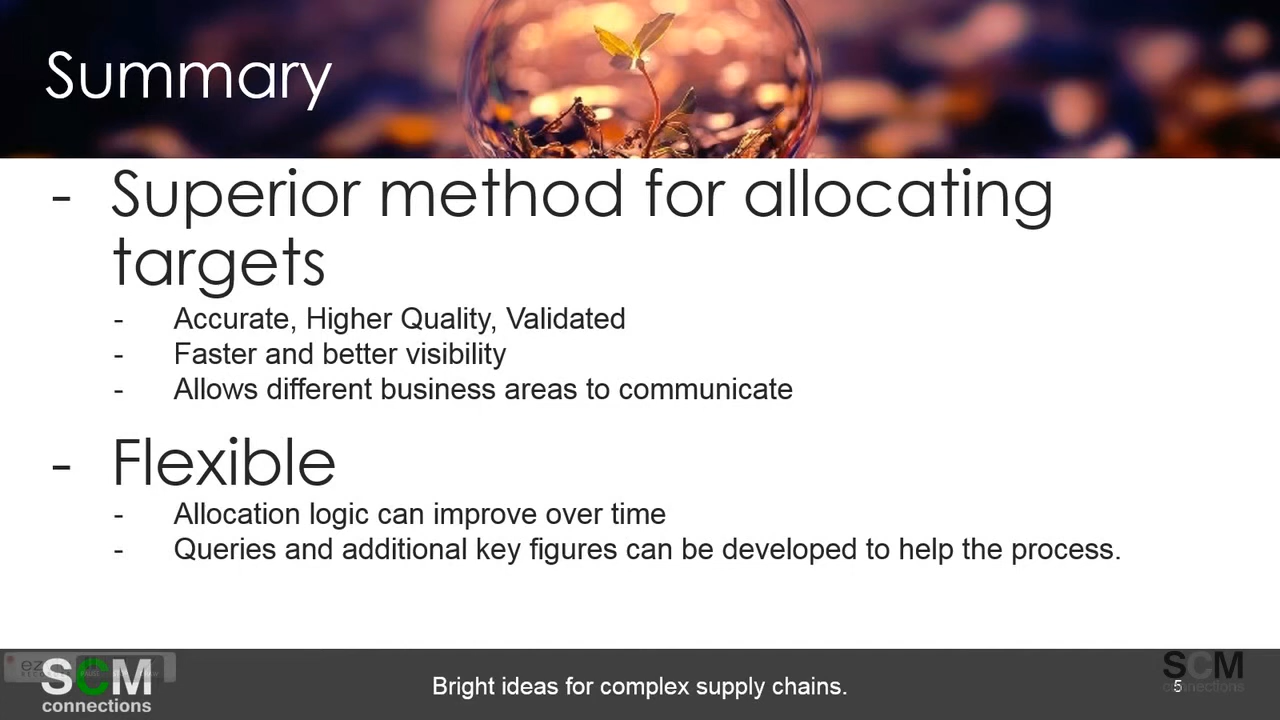 Summary
- Superior method for allocating
targets
- Accurate, Higher Quality, Validated
- Faster and better visibility
- Allows different business areas to communicate
- Flexible
- Allocation logic can improve over time
- Queries and additional key figures can be developed to help the process.
SCM
connections
Bright ideas for complex supply chains.
SCM
connections
5